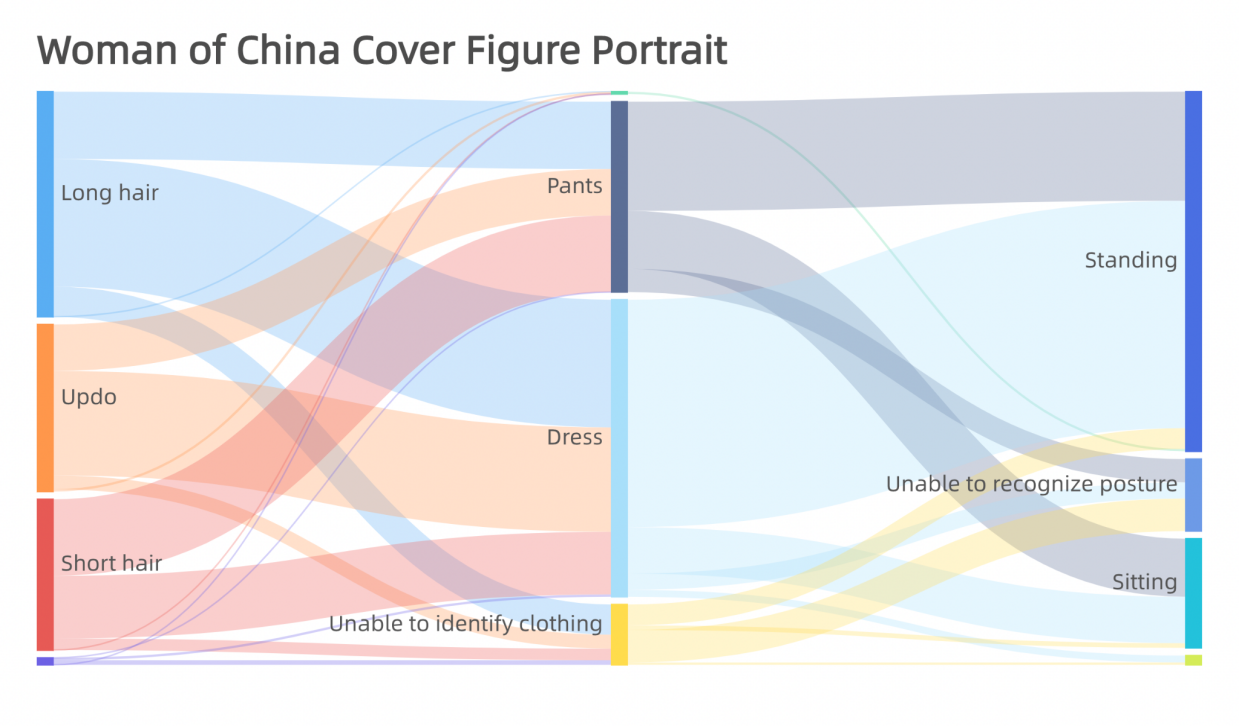 Woman of China Cover Figure Portrait
Long hair
Pants
Standing
Updo
Dress
Unable to recognize posture
Short hair
Sitting
Unable to identify clothing